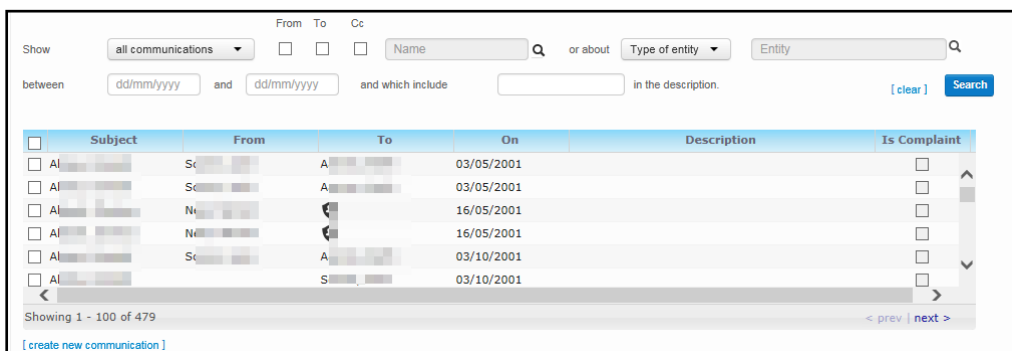 From To Cc
Show all communications Name or about Type of entity Entity
between dd/mm/yyyy and dd/mm/yyyy and which include in the description. [ clear ] Search
Subject From To On Description Is Complaint
03/05/2001
03/05/2001
16/05/2001
16/05/2001
03/10/2001
03/10/2001
Showing 1 - 100 of 479 < prev | next >
[ create new communication ]